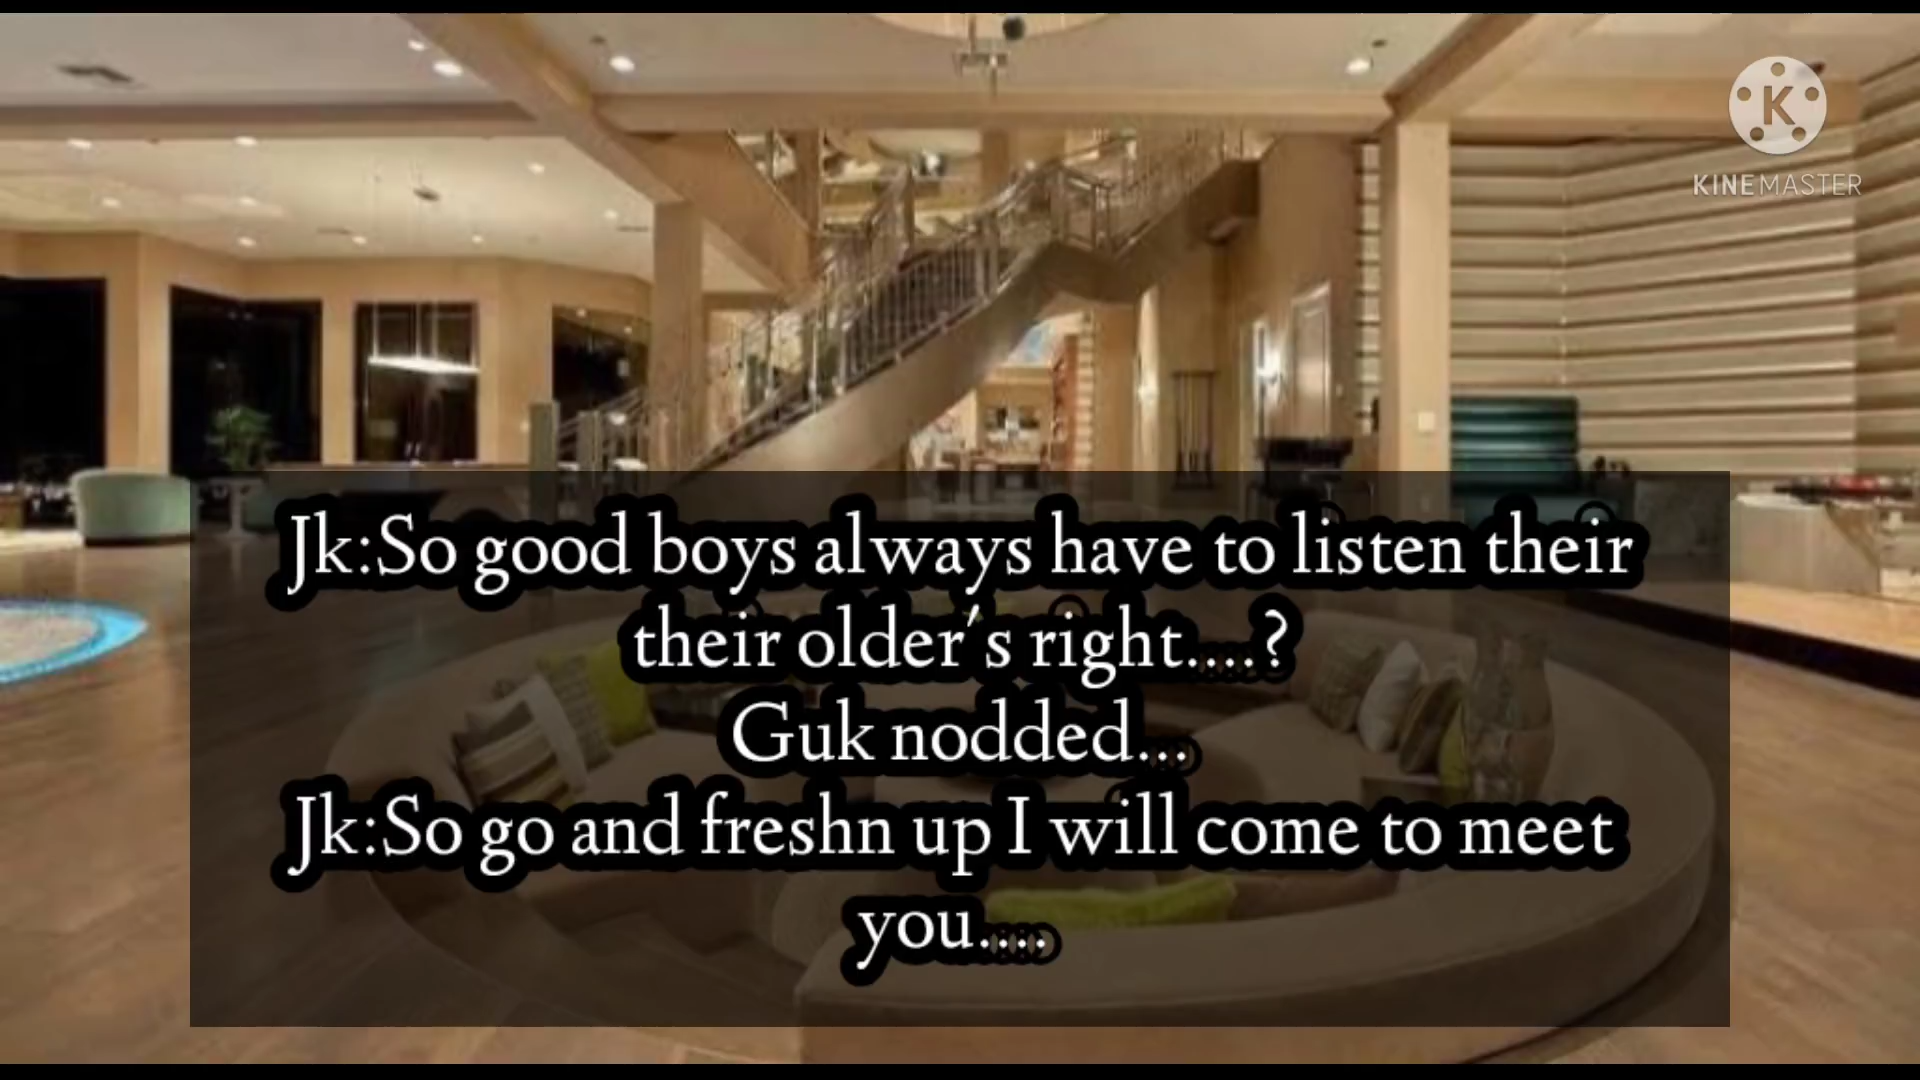 KINEMASTER
Jk:So good boys always have to listen their
their older's right....?
Guk nodded...
Jk:So go and freshn up I will come to meet
you....